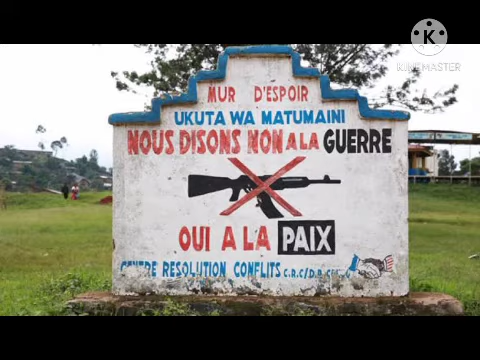 KINEMASTER
MUR D'ESPOIR
UKUTA WA MATUMAINI
NOUS DISONS NON A LA GUERRE
OUI A LA PAIX
CENTRE RESOLUTION CONFLITS C.R.C/D.R